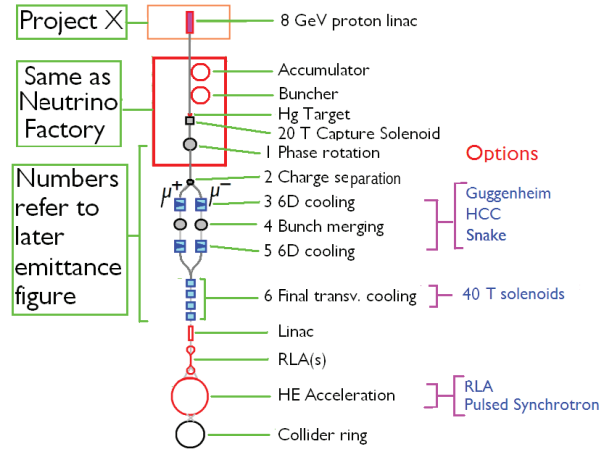 Project X
8 GeV proton linac
Same as
Neutrino
Factory
Accumulator
Buncher
Hg Target
20 T Capture Solenoid
1 Phase rotation
Options
Numbers
refer to
later
emittance
figure
2 Charge separation
μ+ μ−
3 6D cooling
4 Bunch merging
5 6D cooling
Guggenheim
HCC
Snake
6 Final transv. cooling
40 T solenoids
Linac
RLA(s)
HE Acceleration
RLA
Pulsed Synchrotron
Collider ring